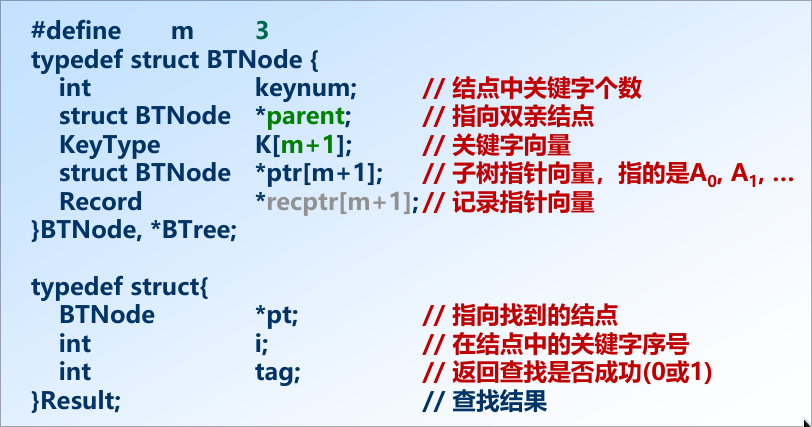 #define m 3
typedef struct BTNode {
int keynum; // 结点中关键字个数
struct BTNode *parent; // 指向双亲结点
KeyType K[m+1]; // 关键字向量
struct BTNode *ptr[m+1]; // 子树指针向量，指的是A0, A1, …
Record *recptr[m+1]; // 记录指针向量
}BTNode, *BTree;
typedef struct{
BTNode *pt; // 指向找到的结点
int i; // 在结点中的关键字序号
int tag; // 返回查找是否成功(0或1)
}Result; // 查找结果